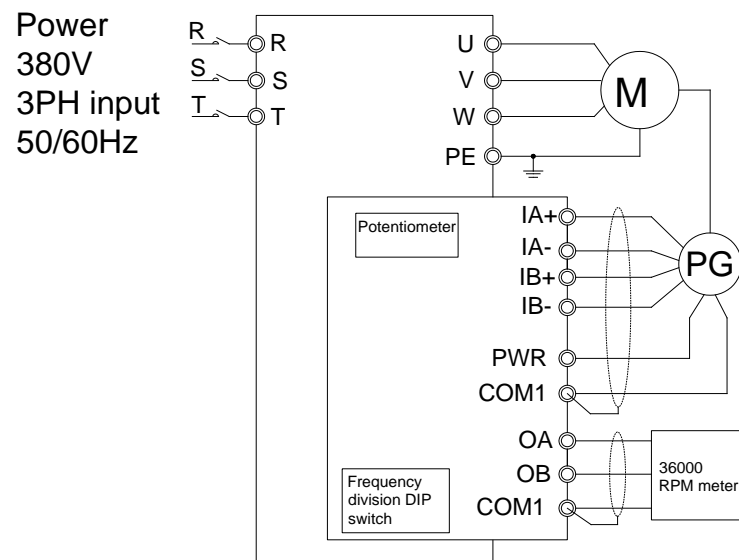 Power
380V
3PH input
50/60Hz
R
S
T
R
S
T
U
V
W
PE
M
PG
Potentiometer
IA+
IA-
IB+
IB-
PWR
COM1
OA
OB
COM1
Frequency
division DIP
switch
36000
RPM meter